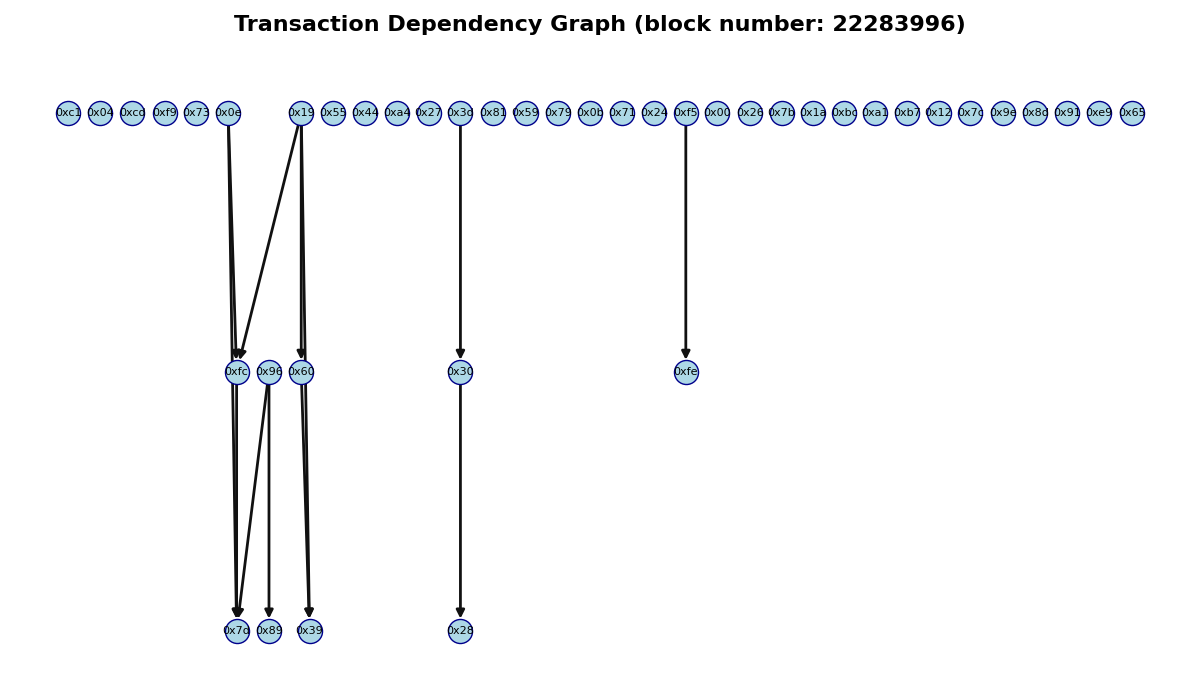 Transaction Dependency Graph (block number: 22283996)
0xc1 0x04 0xcd 0xf9 0x73 0x0e 0x19 0x55 0x44 0xa4 0x27 0x3d 0x81 0x59 0x79 0x0b 0x71 0x24 0xf5 0x00 0x26 0x7b 0x1a 0xbd 0xa1 0xb7 0x12 0x7c 0x9e 0x8d 0x91 0xe9 0x65
0xfc 0x96 0x60 0x30 0xfe
0x7d 0x89 0x39 0x28